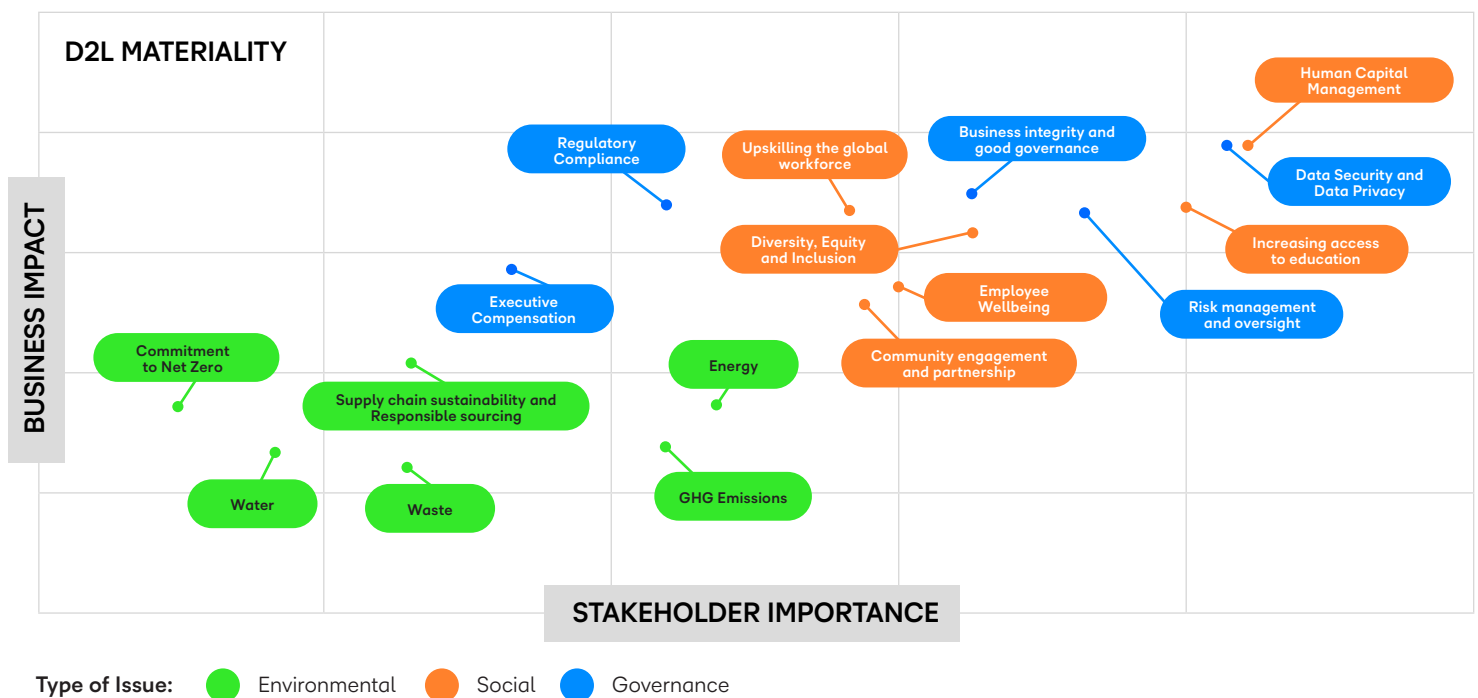 D2L MATERIALITY
Human Capital
Management
Regulatory
Compliance
Upskilling the global
workforce
Business integrity and
good governance
Data Security and
Data Privacy
Diversity, Equity
and Inclusion
Increasing access
to education
Executive
Compensation
Employee
Wellbeing
Risk management
and oversight
Commitment
to Net Zero
Energy
Community engagement
and partnership
Supply chain sustainability and
Responsible sourcing
Water
Waste
GHG Emissions
BUSINESS IMPACT
STAKEHOLDER IMPORTANCE
Type of Issue: Environmental Social Governance